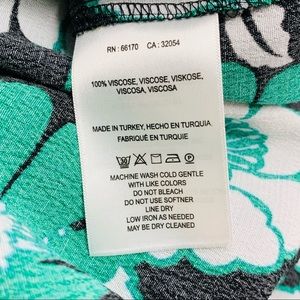 RN : 66170 CA : 32054
100% VISCOSE, VISCOSE, VISKOSE,
VISCOSA, VISCOSA
MADE IN TURKEY, HECHO EN TURQUIA,
FABRIQUÉ EN TURQUIE
MACHINE WASH COLD GENTLE
WITH LIKE COLORS
DO NOT BLEACH
DO NOT USE SOFTNER
LINE DRY
LOW IRON AS NEEDED
MAY BE DRY CLEANED